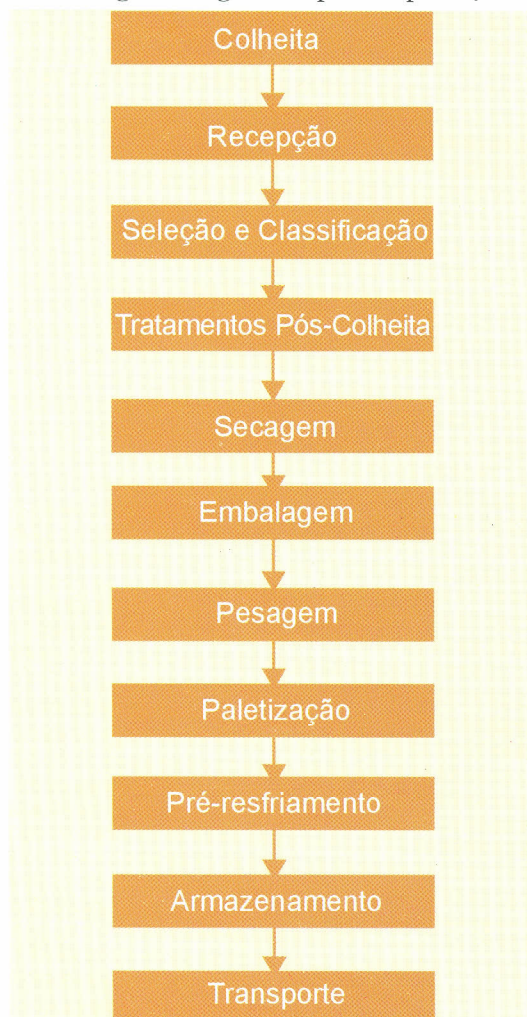 Colheita
Recepção
Seleção e Classificação
Tratamentos Pós-Colheita
Secagem
Embalagem
Pesagem
Paletização
Pré-resfriamento
Armazenamento
Transporte